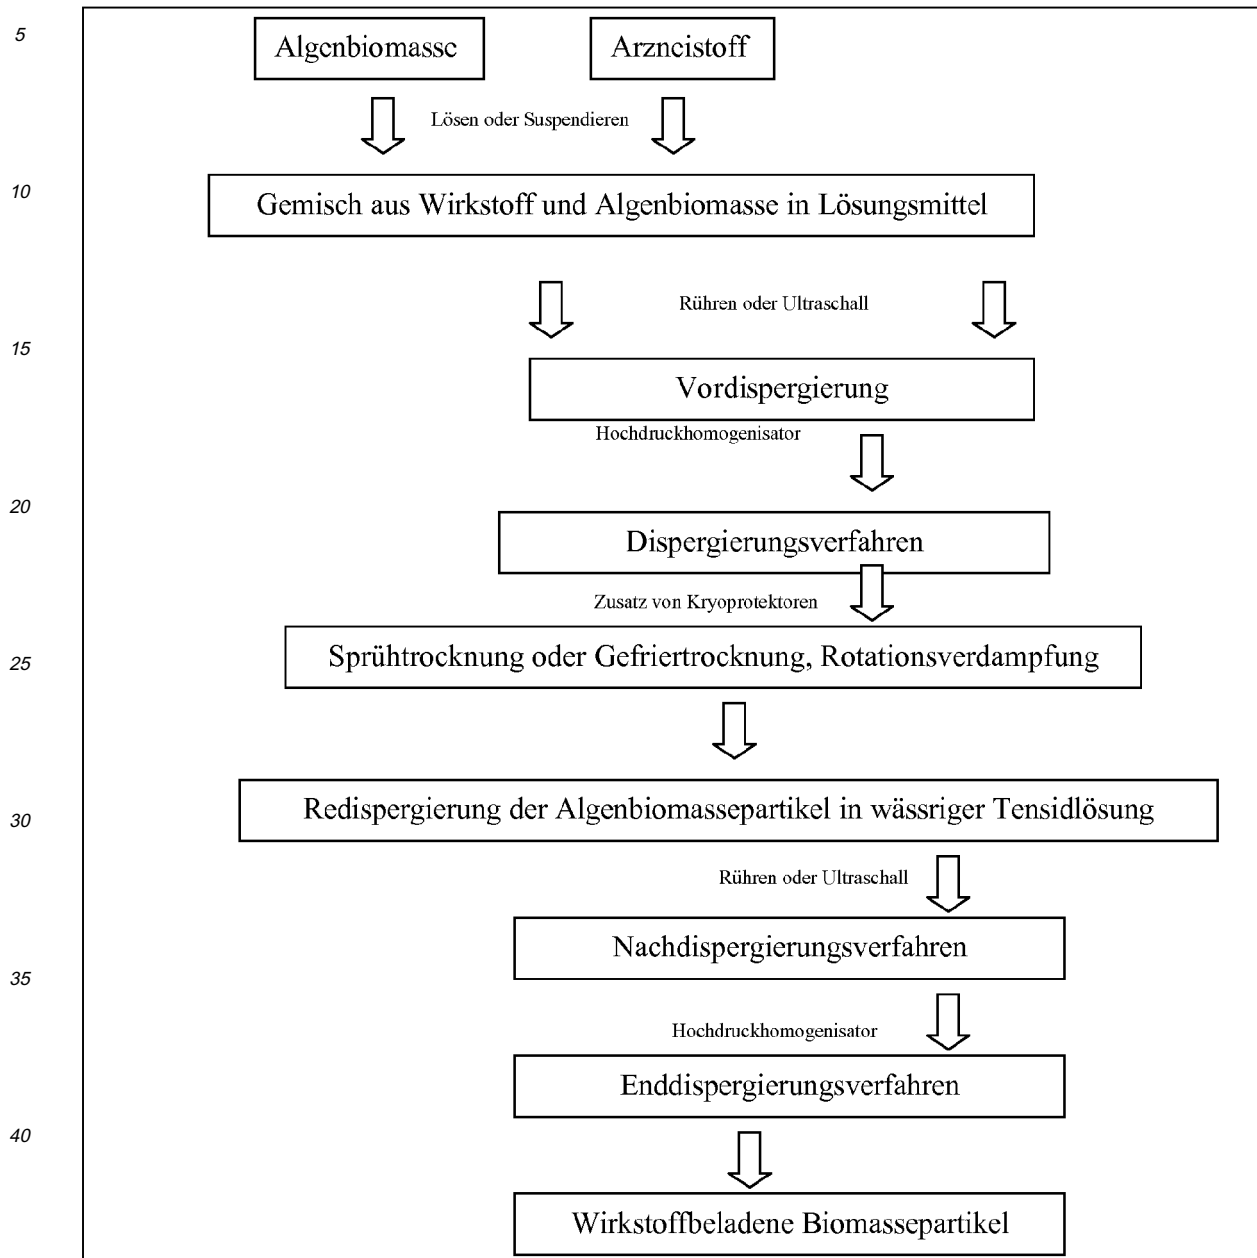 5
Algenbiomasse Arzneistoff
Lösen oder Suspendieren
10
Gemisch aus Wirkstoff und Algenbiomasse in Lösungsmittel
Rühren oder Ultraschall
15
Vordispergierung
Hochdruckhomogenisator
20
Dispergierungsverfahren
Zusatz von Kryoprotektoren
25
Sprühtrocknung oder Gefriertrocknung, Rotationsverdampfung
30
Redispergierung der Algenbiomassepartikel in wässriger Tensidlösung
Rühren oder Ultraschall
Nachdispergierungsverfahren
35
Hochdruckhomogenisator
Enddispergierungsverfahren
40
Wirkstoffbeladene Biomassepartikel